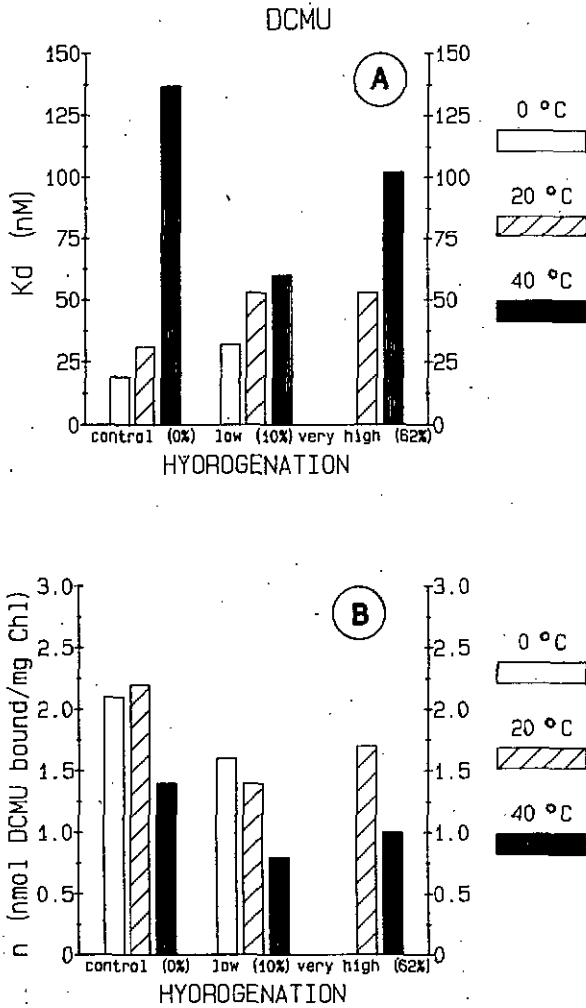 DCMU
A
150 150
125 125
100 100
75 75
50 50
25 25
0 0
Kd (nM)
control (0%) low (10%) very high (62%)
HYDROGENATION
0 °C
20 °C
40 °C
B
3.0 3.0
2.5 2.5
2.0 2.0
1.5 1.5
1.0 1.0
0.5 0.5
0 0
n (nmol DCMU bound/mg Chl)
control (0%) low (10%) very high (62%)
HYDROGENATION
0 °C
20 °C
40 °C